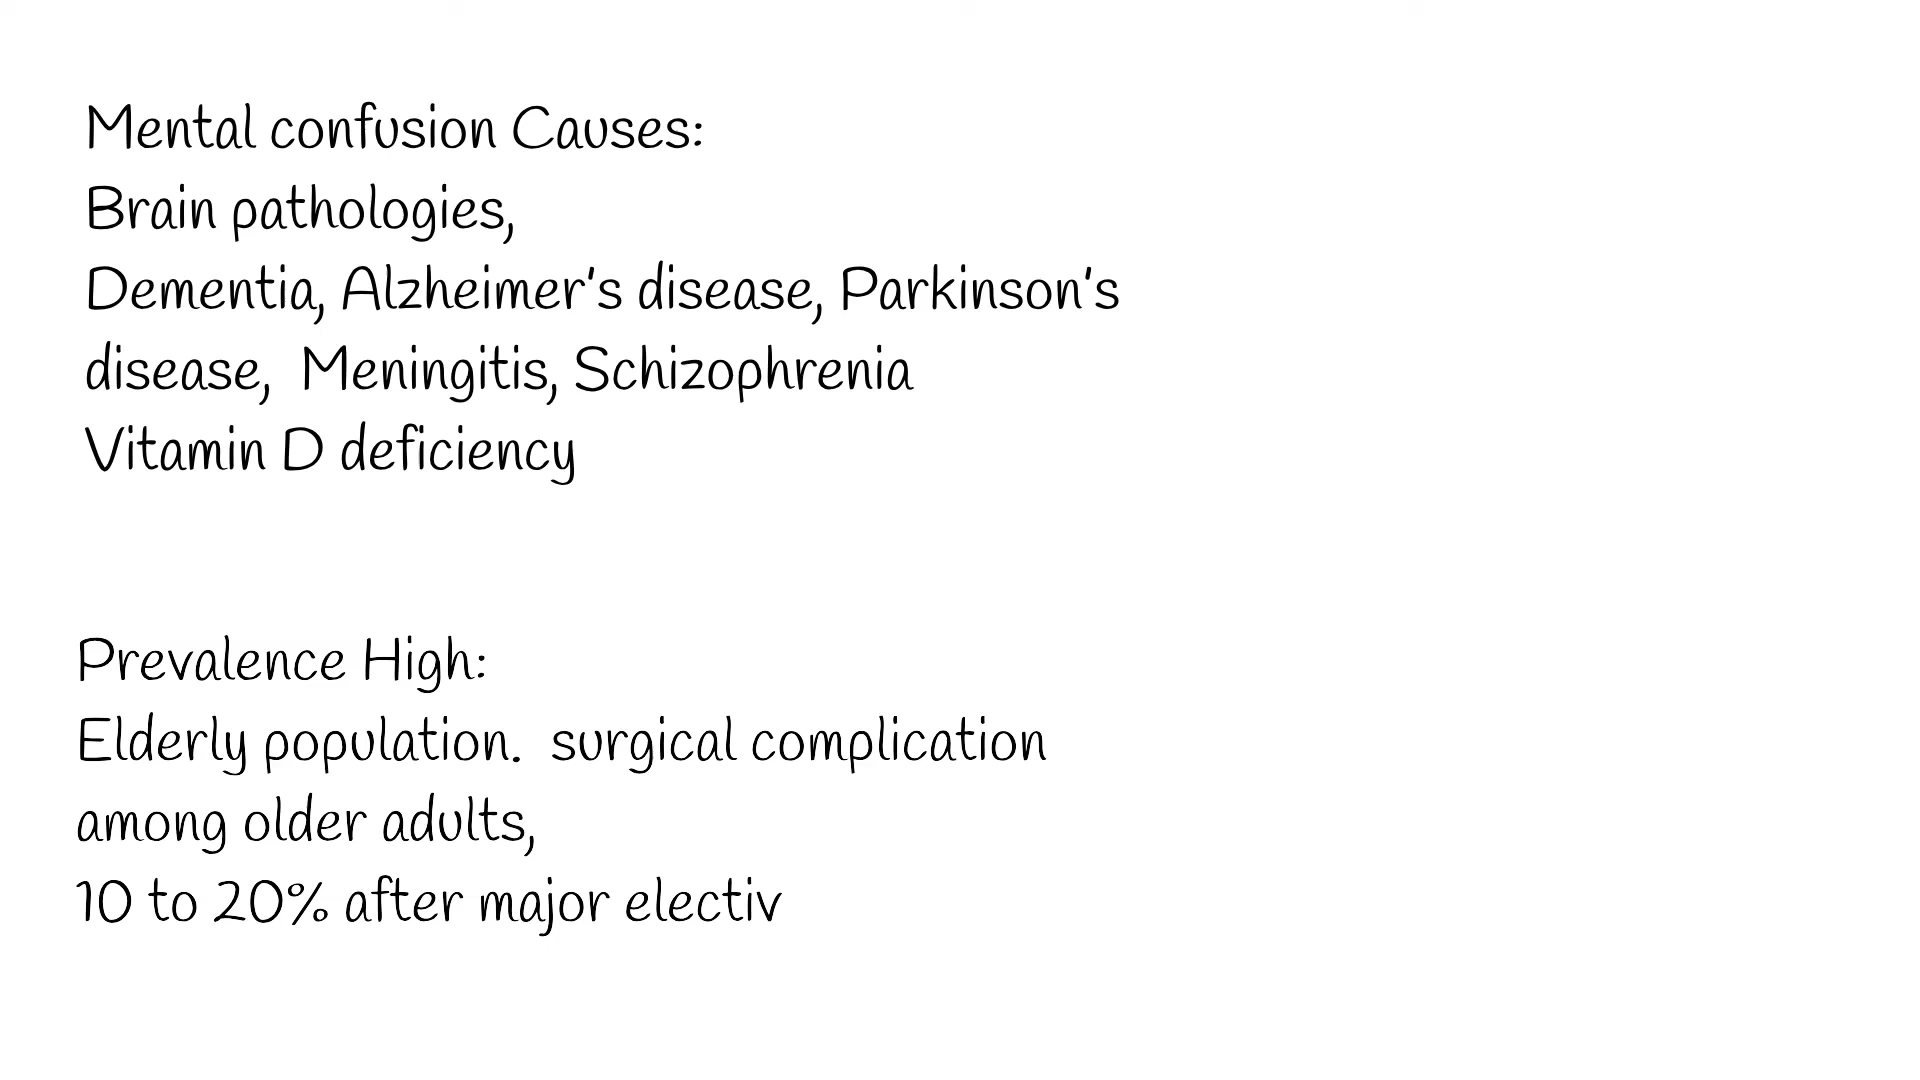 Mental confusion Causes:
Brain pathologies,
Dementia, Alzheimer's disease, Parkinson's
disease,  Meningitis, Schizophrenia
Vitamin D deficiency
Prevalence High:
Elderly population.  surgical complication
among older adults,
10 to 20% after major electiv